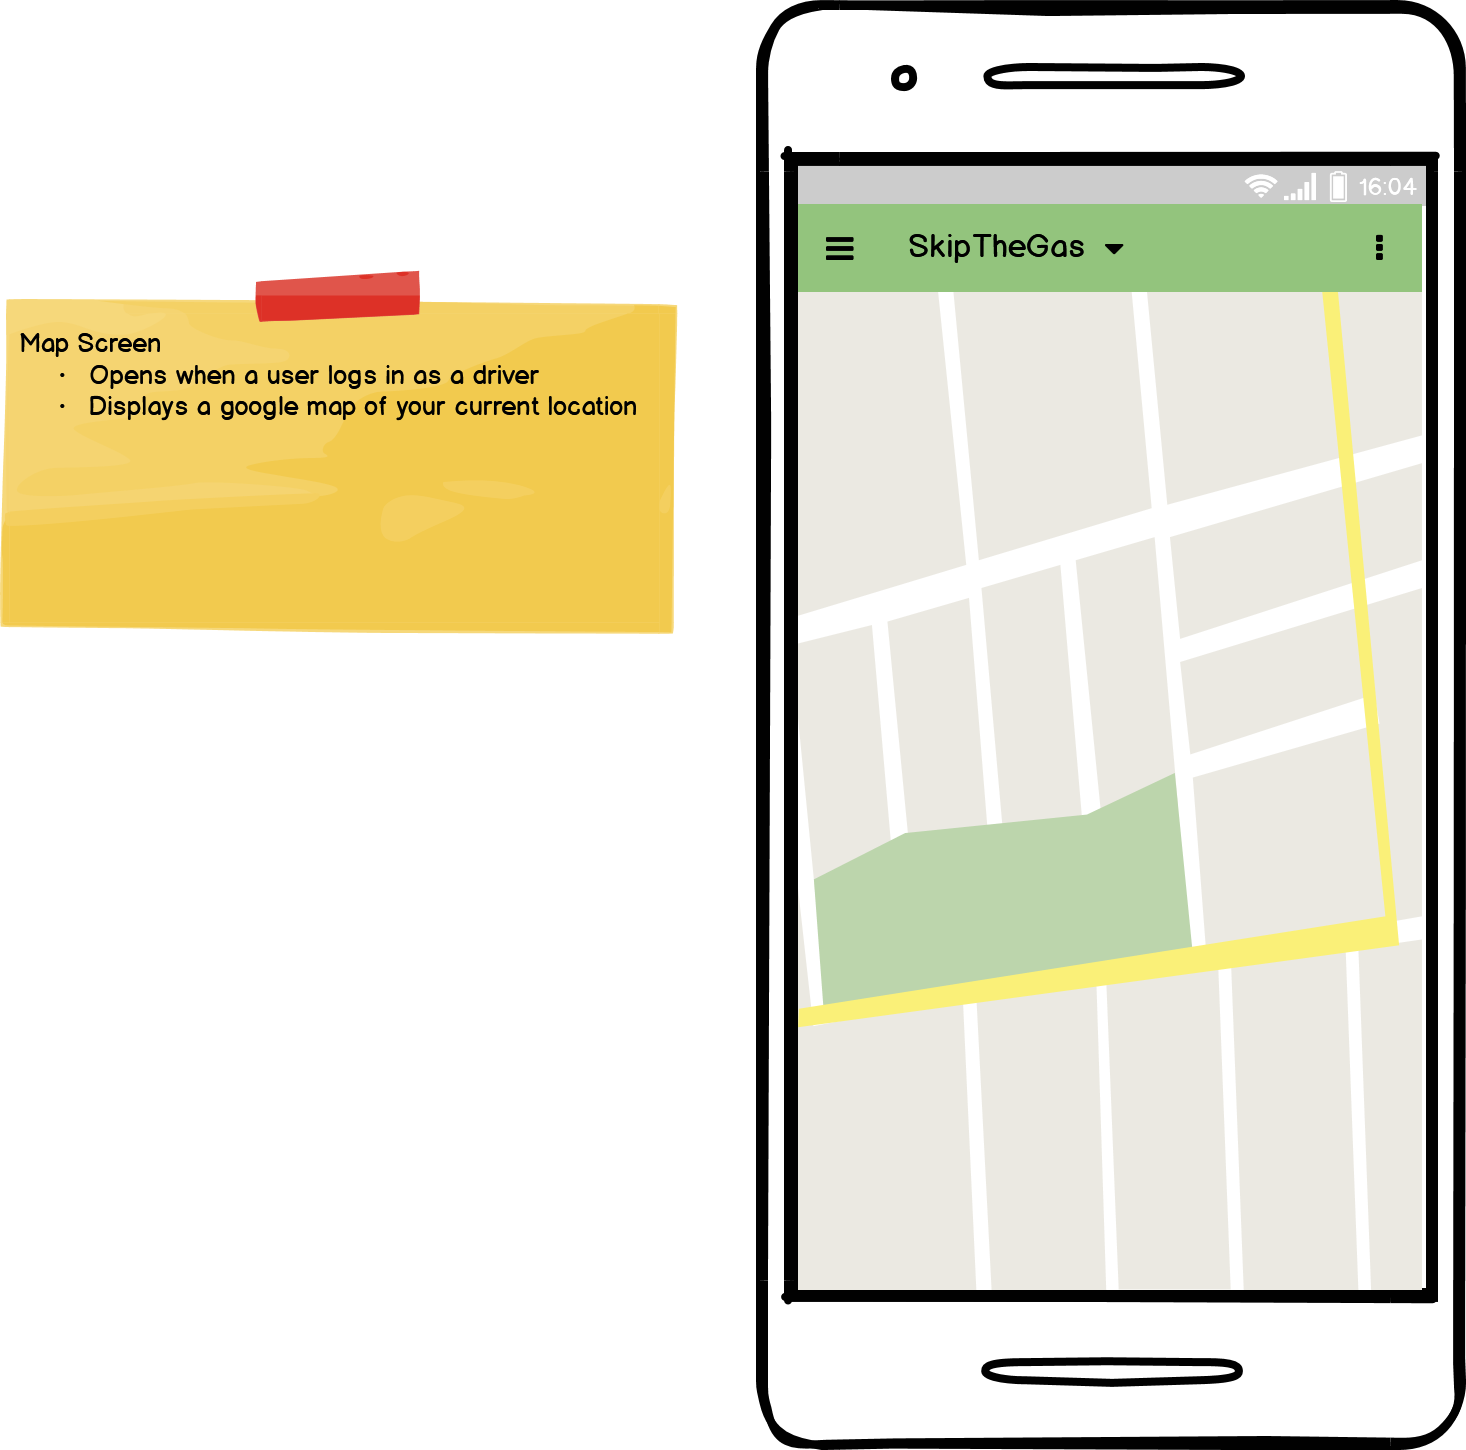 Map Screen
· Opens when a user logs in as a driver
· Displays a google map of your current location
16:04
SkipTheGas